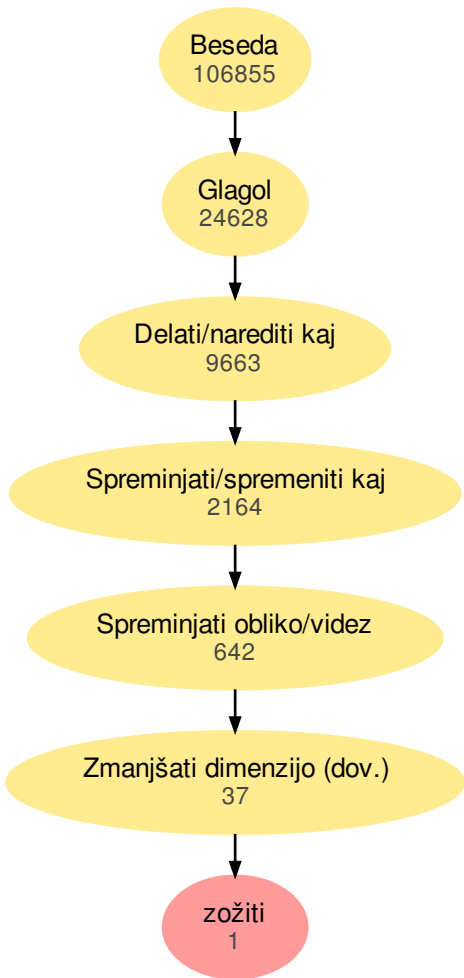 Beseda
106855
Glagol
24628
Delati/narediti kaj
9663
Spreminjati/spremeniti kaj
2164
Spreminjati obliko/videz
642
Zmanjšati dimenzijo (dov.)
37
zožiti
1